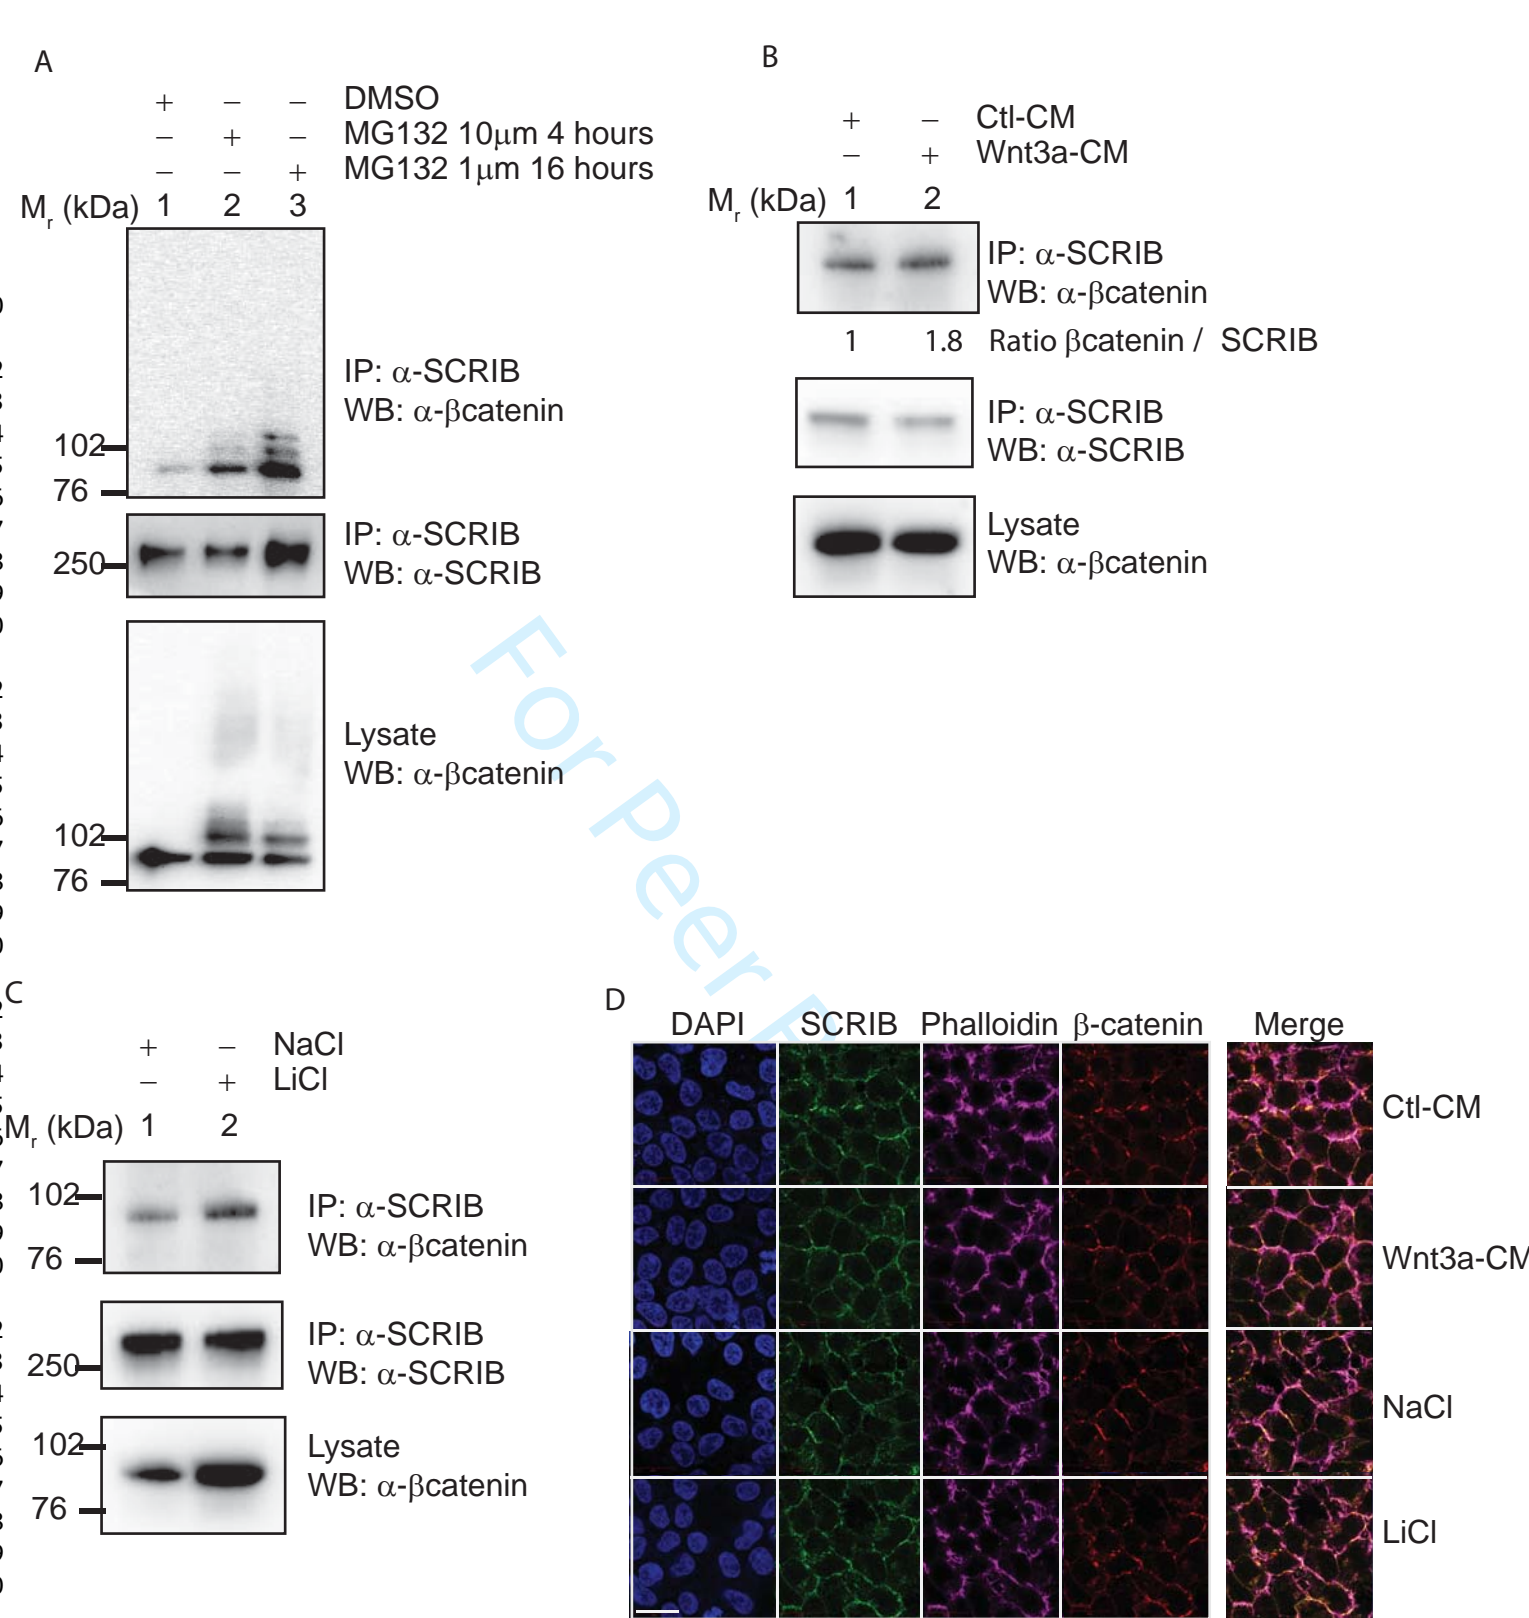 A
+ − − DMSO
− + − MG132 10μm 4 hours
− − + MG132 1μm 16 hours
Mr (kDa) 1 2 3
IP: α-SCRIB
WB: α-βcatenin
102
76
IP: α-SCRIB
250
WB: α-SCRIB
Lysate
WB: α-βcatenin
102
76
B
+ − Ctl-CM
− + Wnt3a-CM
Mr (kDa) 1 2
IP: α-SCRIB
WB: α-βcatenin
1 1.8 Ratio βcatenin / SCRIB
IP: α-SCRIB
WB: α-SCRIB
Lysate
WB: α-βcatenin
For Peer
C
+ − NaCl
− + LiCl
Mr (kDa) 1 2
102
IP: α-SCRIB
WB: α-βcatenin
76
IP: α-SCRIB
250
WB: α-SCRIB
102
Lysate
WB: α-βcatenin
76
D
DAPI SCRIB Phalloidin β-catenin Merge
Ctl-CM
Wnt3a-CM
NaCl
LiCl